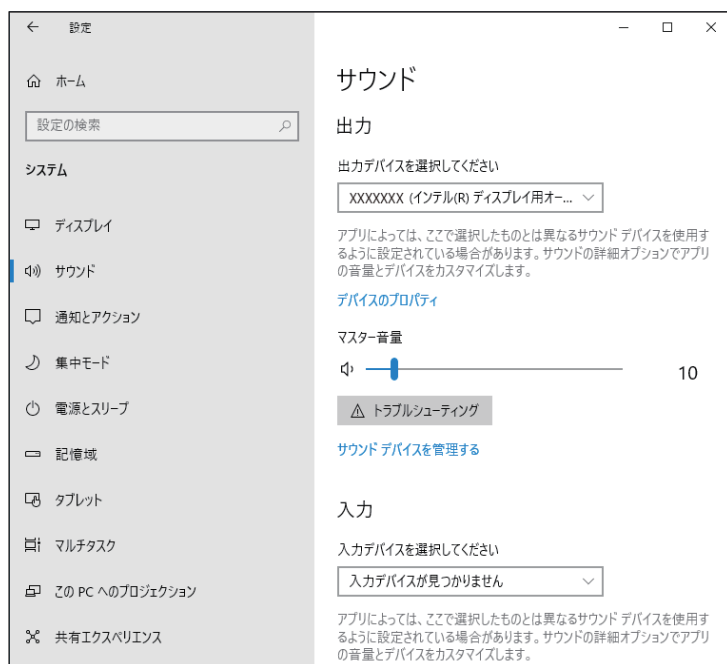 設定
ホーム
設定の検索
システム
ディスプレイ
サウンド
通知とアクション
集中モード
電源とスリープ
記憶域
タブレット
マルチタスク
この PC へのプロジェクション
共有エクスペリエンス
サウンド
出力
出力デバイスを選択してください
XXXXXXX (インテル(R) ディスプレイ用オー...
アプリによっては、ここで選択したものとは異なるサウンド デバイスを使用す
るように設定されている場合があります。サウンドの詳細オプションでアプリ
の音量とデバイスをカスタマイズします。
デバイスのプロパティ
マスター音量
10
トラブルシューティング
サウンド デバイスを管理する
入力
入力デバイスを選択してください
入力デバイスが見つかりません
アプリによっては、ここで選択したものとは異なるサウンド デバイスを使用す
るように設定されている場合があります。サウンドの詳細オプションでアプリ
の音量とデバイスをカスタマイズします。